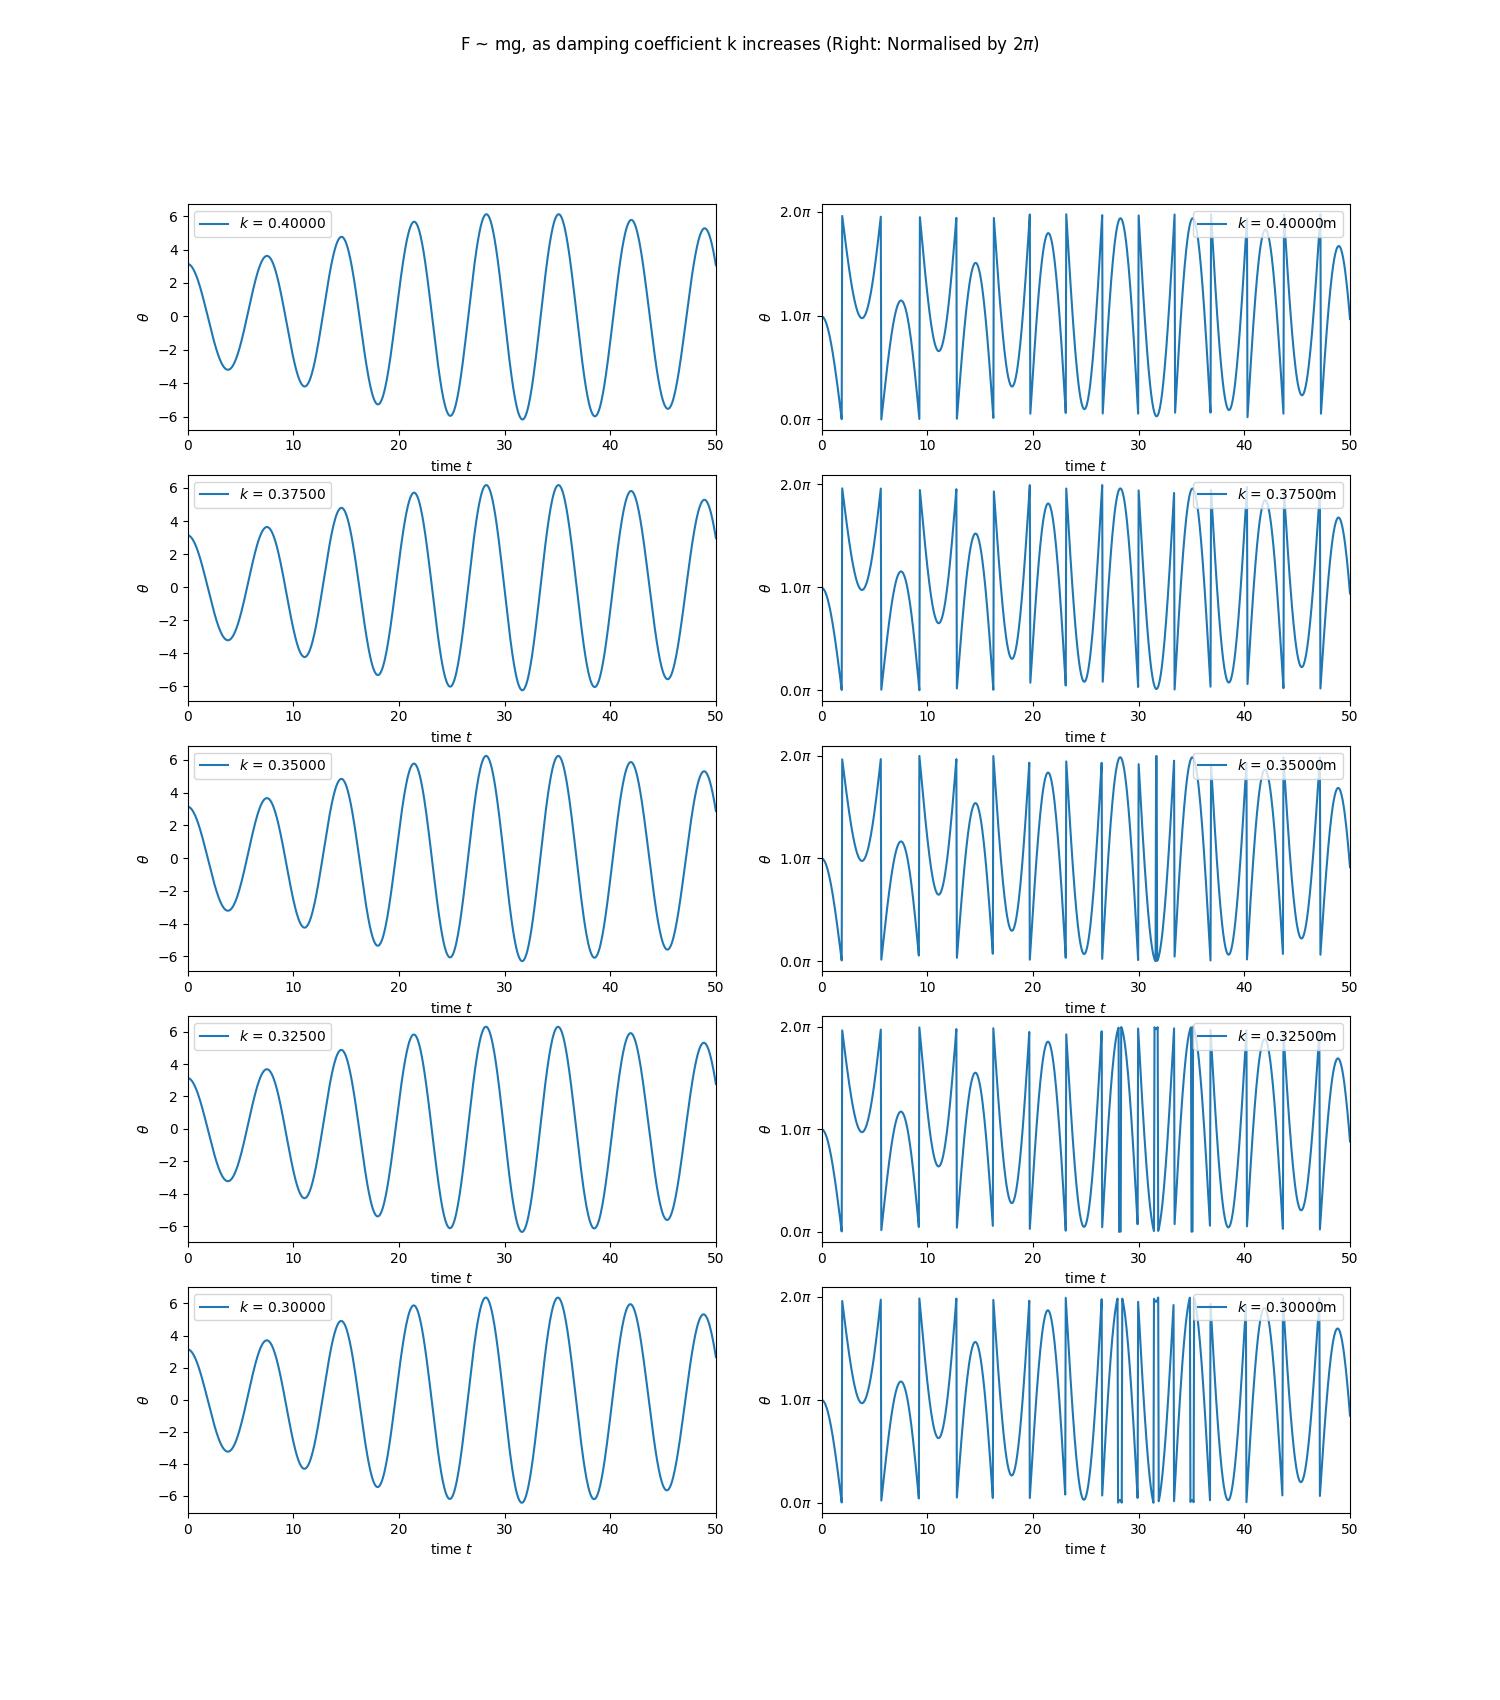 F ~ mg, as damping coefficient k increases (Right: Normalised by 2π)
k = 0.40000
6
4
2
0
−2
−4
−6
θ
0 10 20 30 40 50
time t
k = 0.40000m
2.0π
1.0π
0.0π
θ
0 10 20 30 40 50
time t
k = 0.37500
6
4
2
0
−2
−4
−6
θ
0 10 20 30 40 50
time t
k = 0.37500m
2.0π
1.0π
0.0π
θ
0 10 20 30 40 50
time t
k = 0.35000
6
4
2
0
−2
−4
−6
θ
0 10 20 30 40 50
time t
k = 0.35000m
2.0π
1.0π
0.0π
θ
0 10 20 30 40 50
time t
k = 0.32500
6
4
2
0
−2
−4
−6
θ
0 10 20 30 40 50
time t
k = 0.32500m
2.0π
1.0π
0.0π
θ
0 10 20 30 40 50
time t
k = 0.30000
6
4
2
0
−2
−4
−6
θ
0 10 20 30 40 50
time t
k = 0.30000m
2.0π
1.0π
0.0π
θ
0 10 20 30 40 50
time t